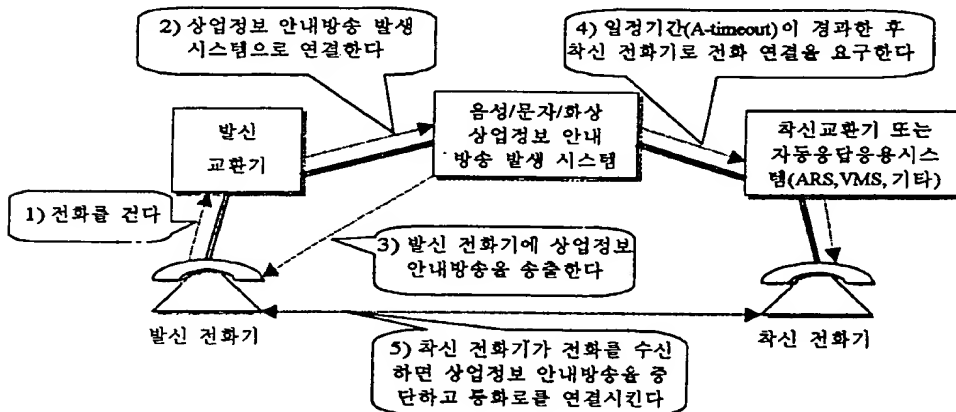 2) 상업정보 안내방송 발생
시스템으로 연결한다
4) 일정기간(A-timeout)이 경과한 후
착신 전화기로 전화 연결을 요구한다
발신
교환기
음성/문자/화상
상업정보 안내
방송 발생 시스템
착신교환기 또는
자동응답응용시스
템(ARS,VMS, 기타)
1) 전화를 건다
3) 발신 전화기에 상업정보
안내방송을 송출한다
발신 전화기
착신 전화기
5) 착신 전화기가 전화를 수신
하면 상업정보 안내방송을 중
단하고 통화로를 연결시킨다